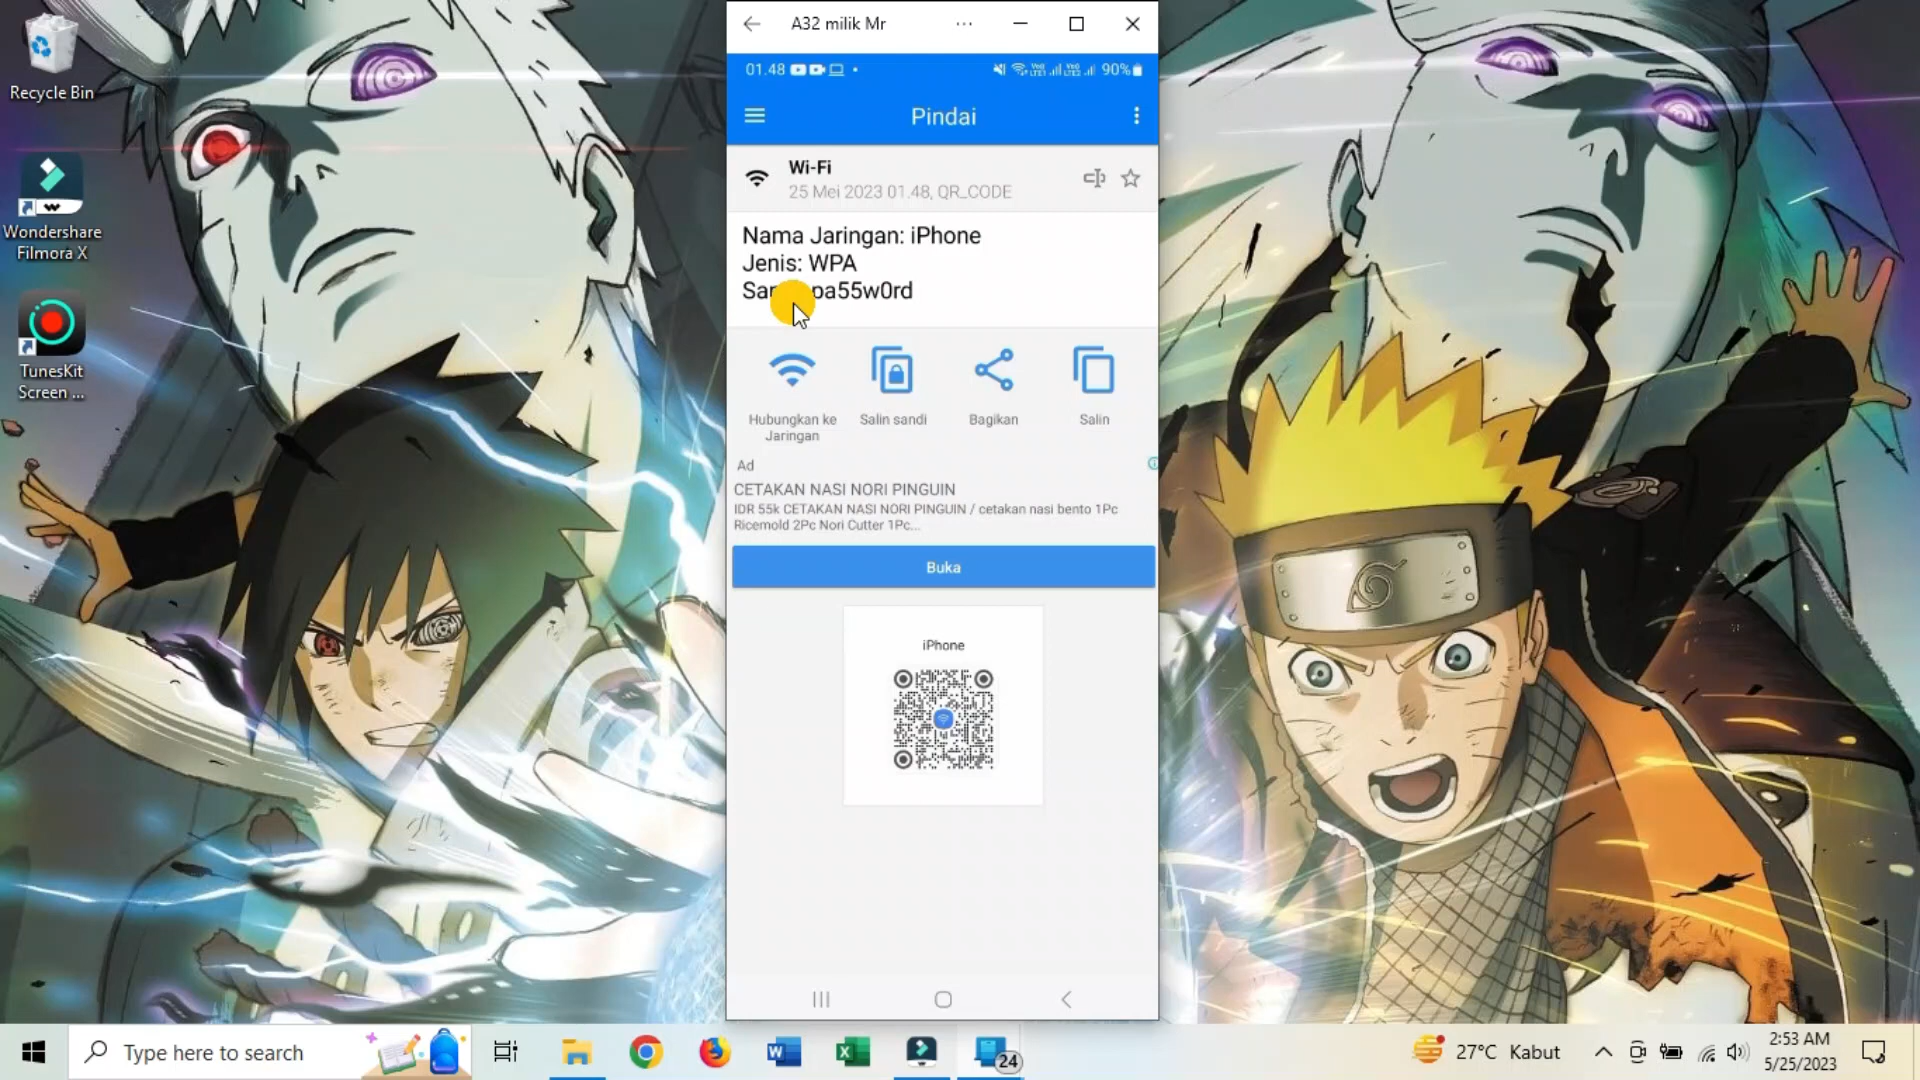 Recycle Bin
Wondershare
Filmora X
TunesKit
Screen ...
A32 milik Mr
01.48
90%
Pindai
Wi-Fi
25 Mei 2023 01.48, QR_CODE
Nama Jaringan: iPhone
Jenis: WPA
pa55w0rd
Hubungkan ke
Jaringan
Salin sandi
Bagikan
Salin
Ad
CETAKAN NASI NORI PINGUIN
IDR 55k CETAKAN NASI NORI PINGUIN / cetakan nasi bento 1Pc
Ricemold 2Pc Nori Cutter 1Pc...
Buka
iPhone
Type here to search
24
27°C Kabut
2:53 AM
5/25/2023